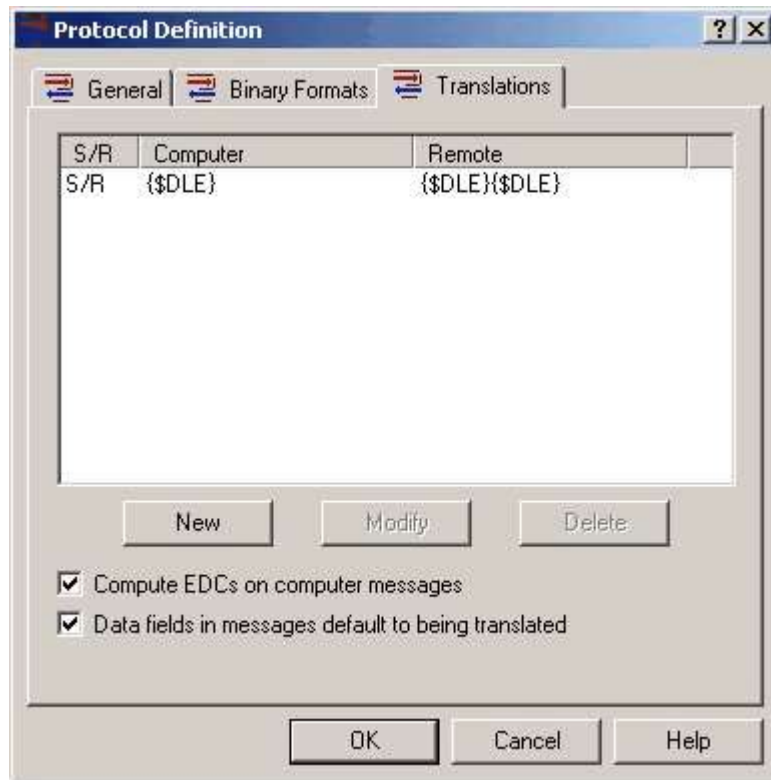 Protocol Definition
General Binary Formats Translations
S/R Computer Remote
S/R {$DLE} {$DLE}{$DLE}
New Modify Delete
Compute EDCs on computer messages
Data fields in messages default to being translated
OK Cancel Help